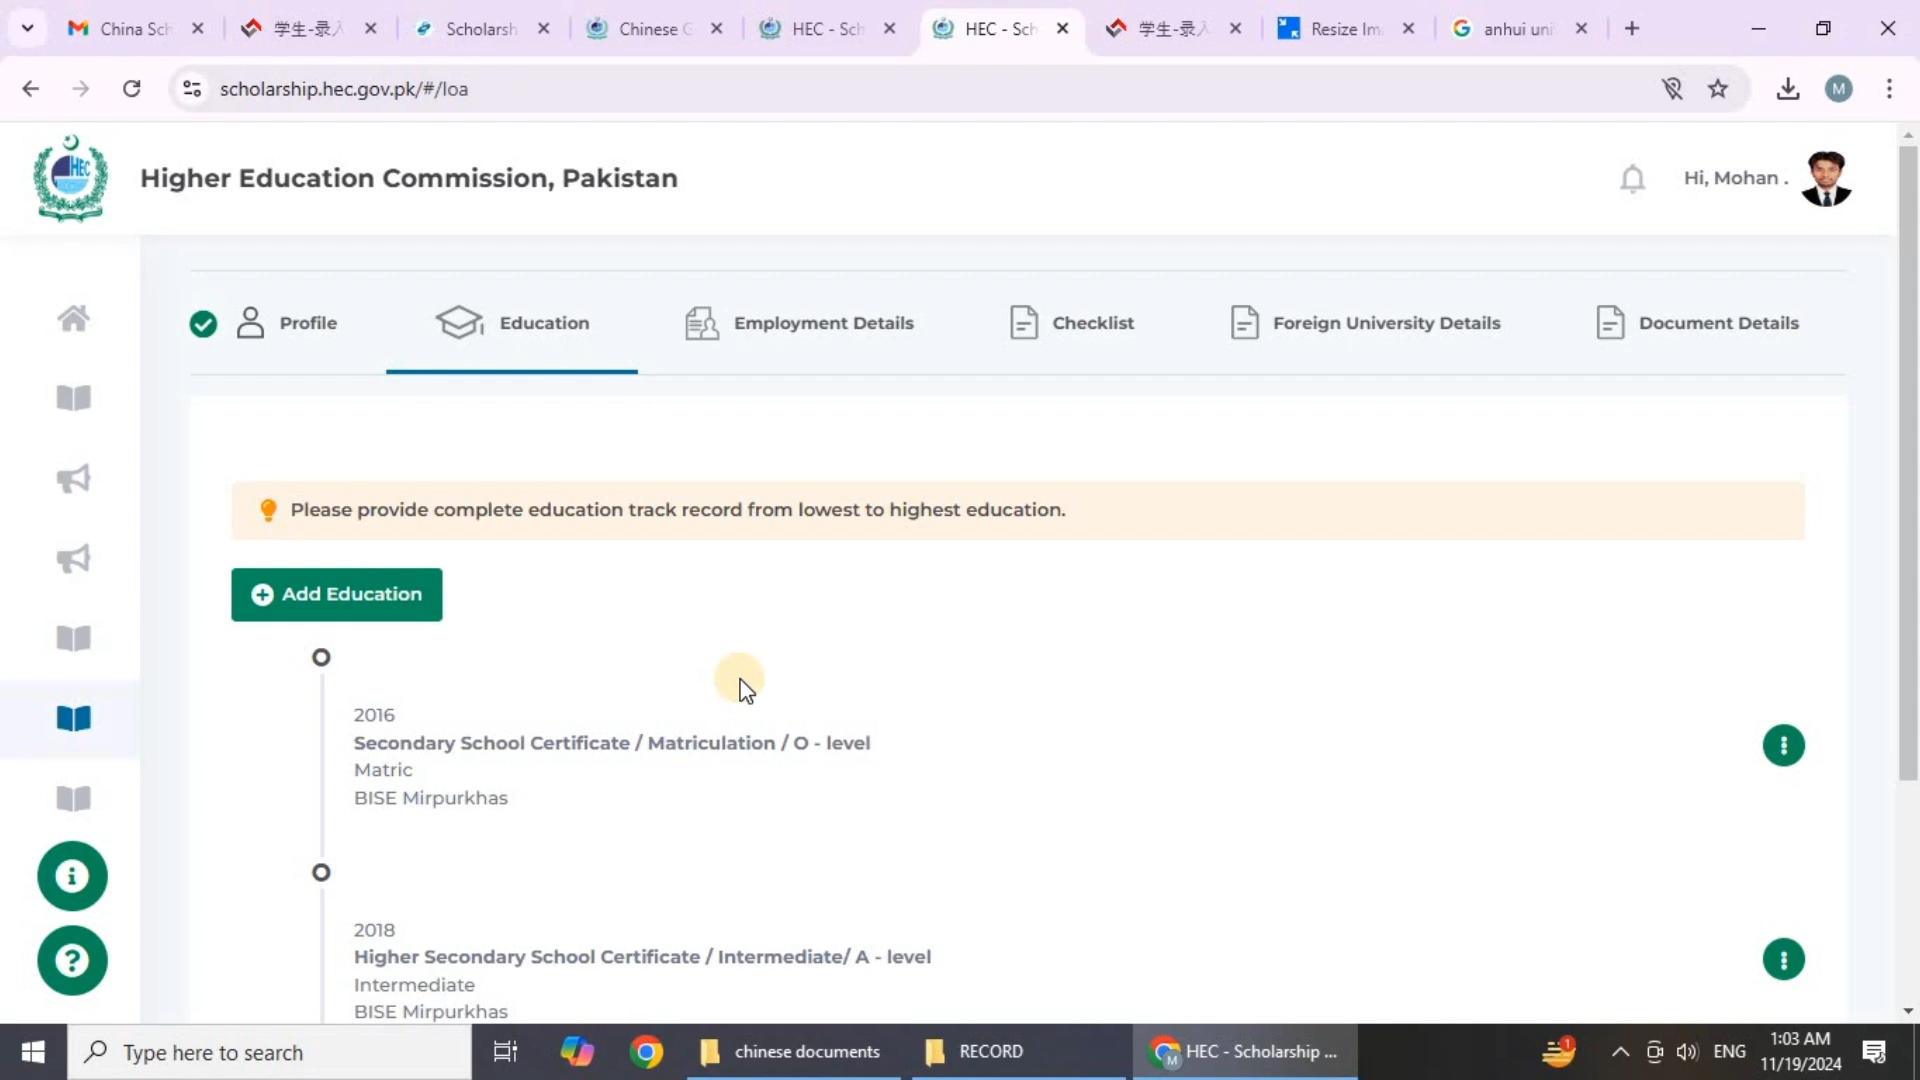 China Sch
学生-录入
Scholarsh
Chinese G
HEC - Sch
HEC - Sch
学生-录入
Resize Im
anhui uni
scholarship.hec.gov.pk/#/loa
M
HEC
Higher Education Commission, Pakistan
Hi, Mohan .
Profile
Education
Employment Details
Checklist
Foreign University Details
Document Details
Please provide complete education track record from lowest to highest education.
Add Education
2016
Secondary School Certificate / Matriculation / O - level
Matric
BISE Mirpurkhas
2018
Higher Secondary School Certificate / Intermediate/ A - level
Intermediate
BISE Mirpurkhas
Type here to search
chinese documents
RECORD
M
HEC - Scholarship ...
1
ENG
1:03 AM
11/19/2024